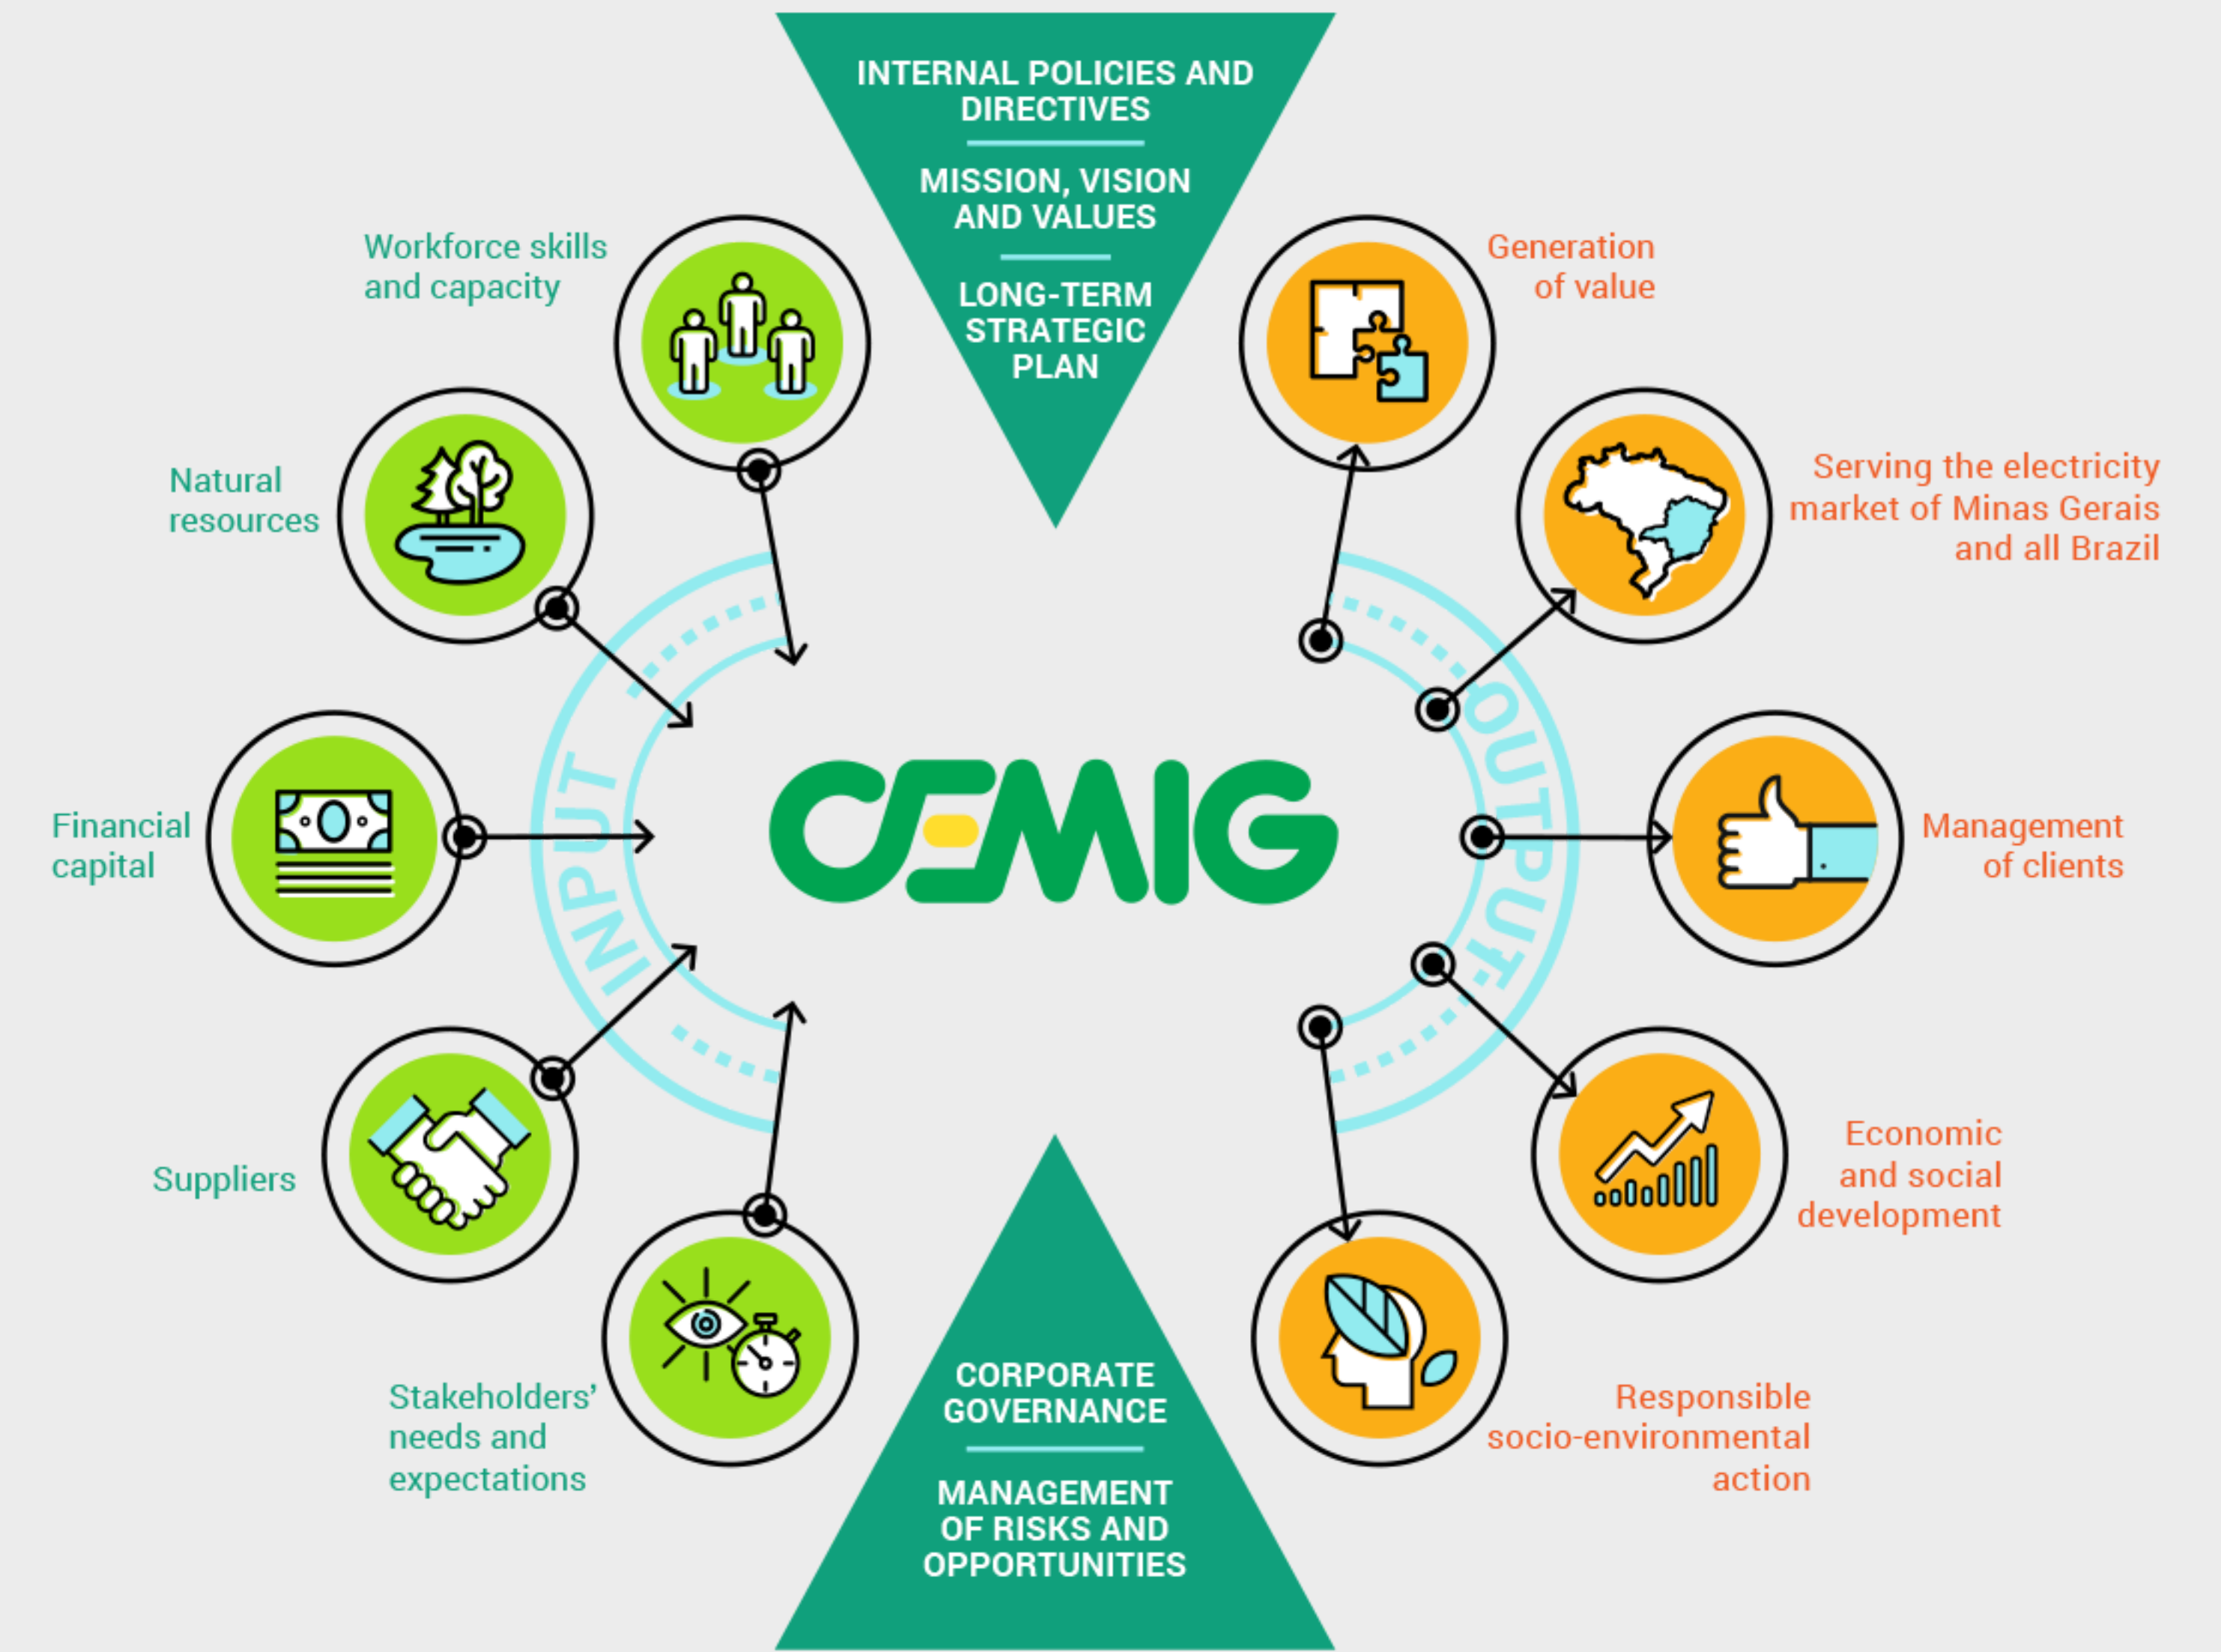 INTERNAL POLICIES AND
DIRECTIVES
MISSION, VISION
AND VALUES
LONG-TERM
STRATEGIC
PLAN
Workforce skills
and capacity
Natural
resources
Financial
capital
Suppliers
Stakeholders’
needs and
expectations
INPUT
CEMIG
OUTPUT
Generation
of value
Serving the electricity
market of Minas Gerais
and all Brazil
Management
of clients
Economic
and social
development
Responsible
socio-environmental
action
CORPORATE
GOVERNANCE
MANAGEMENT
OF RISKS AND
OPPORTUNITIES